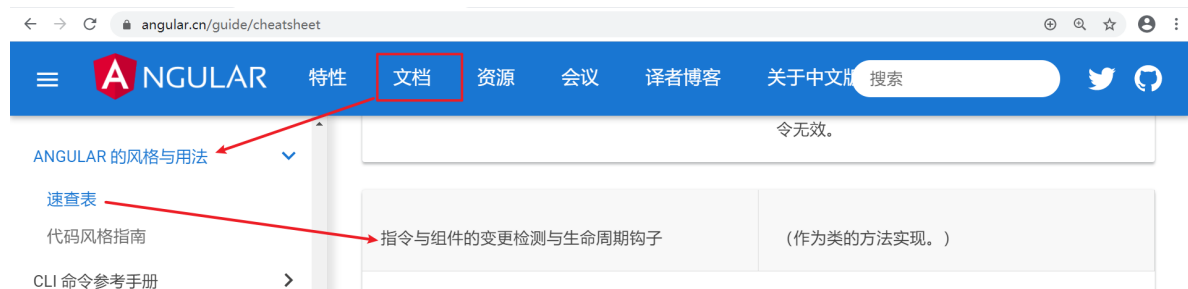 angular.cn/guide/cheatsheet
ANGULAR 特性 文档 资源 会议 译者博客 关于中文版 搜索
令无效。
ANGULAR 的风格与用法
速查表
代码风格指南
指令与组件的变更检测与生命周期钩子 (作为类的方法实现。)
CLI 命令参考手册